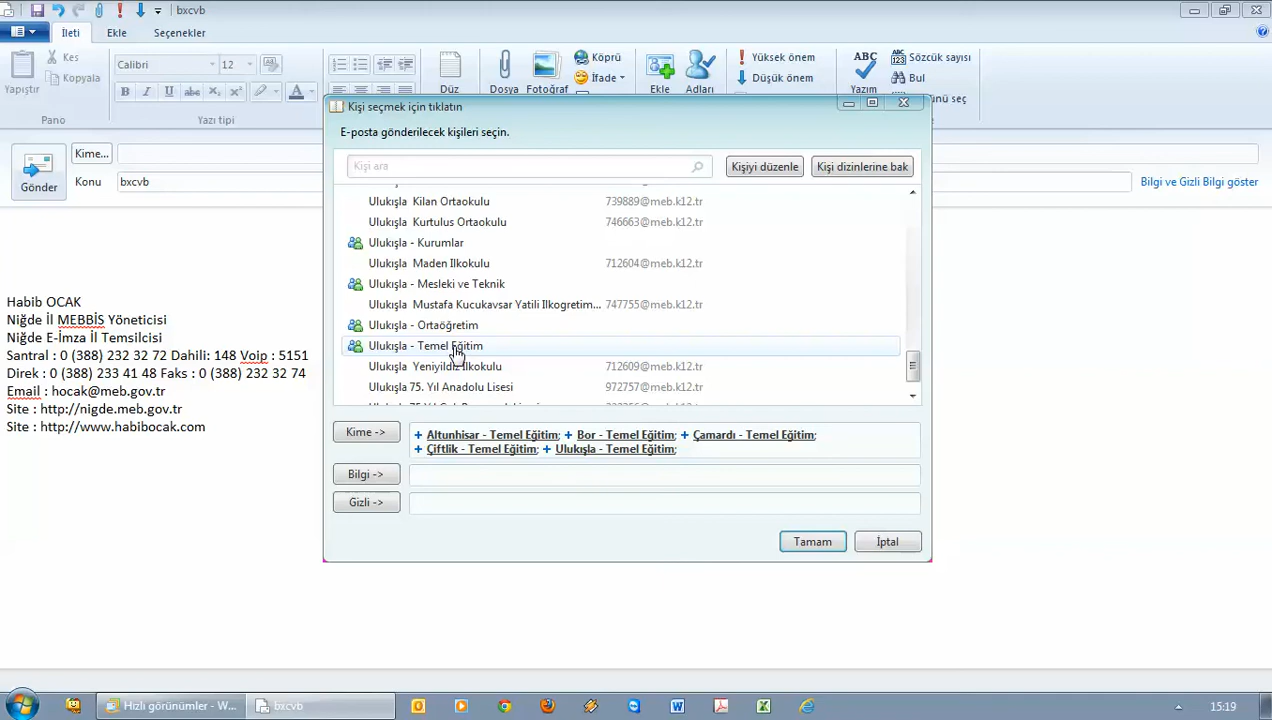 bxcvb
İleti Ekle Seçenekler
Yapıştır
Kes
Kopyala
Pano
Calibri 12
B I U abc X² X² A
Yazı tipi
Düz
Dosya
Fotoğraf
Köprü
İfade
Ekle
Adları
Yüksek önem
Düşük önem
ABC
Yazım
ABC 123 Sözcük sayısı
Bul
seç
Gönder
Kime...
Konu bxcvb
Bilgi ve Gizli Bilgi göster
Habib OCAK
Niğde İl MEBBİS Yöneticisi
Niğde E-İmza İl Temsilcisi
Santral : 0 (388) 232 32 72 Dahili: 148 Voip : 5151
Direk : 0 (388) 233 41 48 Faks : 0 (388) 232 32 74
Email : hocak@meb.gov.tr
Site : http://nigde.meb.gov.tr
Site : http://www.habibocak.com
Kişi seçmek için tıklatın
E-posta gönderilecek kişileri seçin.
Kişi ara
Kişiyi düzenle
Kişi dizinlerine bak
Ulukışla Kilan Ortaokulu 739889@meb.k12.tr
Ulukışla Kurtulus Ortaokulu 746663@meb.k12.tr
Ulukışla - Kurumlar
Ulukışla Maden Ilkokulu 712604@meb.k12.tr
Ulukışla - Mesleki ve Teknik
Ulukışla Mustafa Kucukavsar Yatili Ilkogretim... 747755@meb.k12.tr
Ulukışla - Ortaöğretim
Ulukışla - Temel Eğitim
Ulukışla Yeniyildiz Ilkokulu 712609@meb.k12.tr
Ulukişla 75. Yıl Anadolu Lisesi 972757@meb.k12.tr
Kime -> + Altunhisar - Temel Eğitim; + Bor - Temel Eğitim; + Çamardı - Temel Eğitim;
+ Çiftlik - Temel Eğitim; + Ulukışla - Temel Eğitim;
Bilgi ->
Gizli ->
Tamam İptal
Hızlı görünümler - W...
bxcvb
15:19